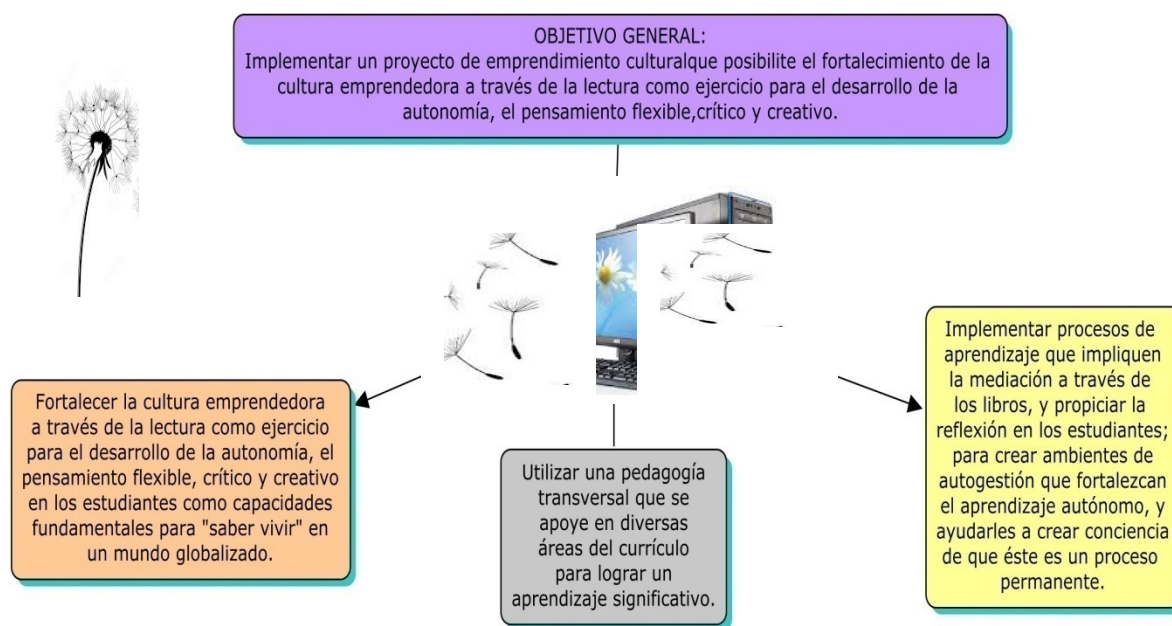 OBJETIVO GENERAL:
Implementar un proyecto de emprendimiento culturalque posibilite el fortalecimiento de la
cultura emprendedora a través de la lectura como ejercicio para el desarrollo de la
autonomía, el pensamiento flexible,crítico y creativo.
Fortalecer la cultura emprendedora
a través de la lectura como ejercicio
para el desarrollo de la autonomía, el
pensamiento flexible, crítico y creativo
en los estudiantes como capacidades
fundamentales para "saber vivir" en
un mundo globalizado.
Utilizar una pedagogía
transversal que se
apoye en diversas
áreas del currículo
para lograr un
aprendizaje significativo.
Implementar procesos de
aprendizaje que impliquen
la mediación a través de
los libros, y propiciar la
reflexión en los estudiantes;
para crear ambientes de
autogestión que fortalezcan
el aprendizaje autónomo, y
ayudarles a crear conciencia
de que éste es un proceso
permanente.